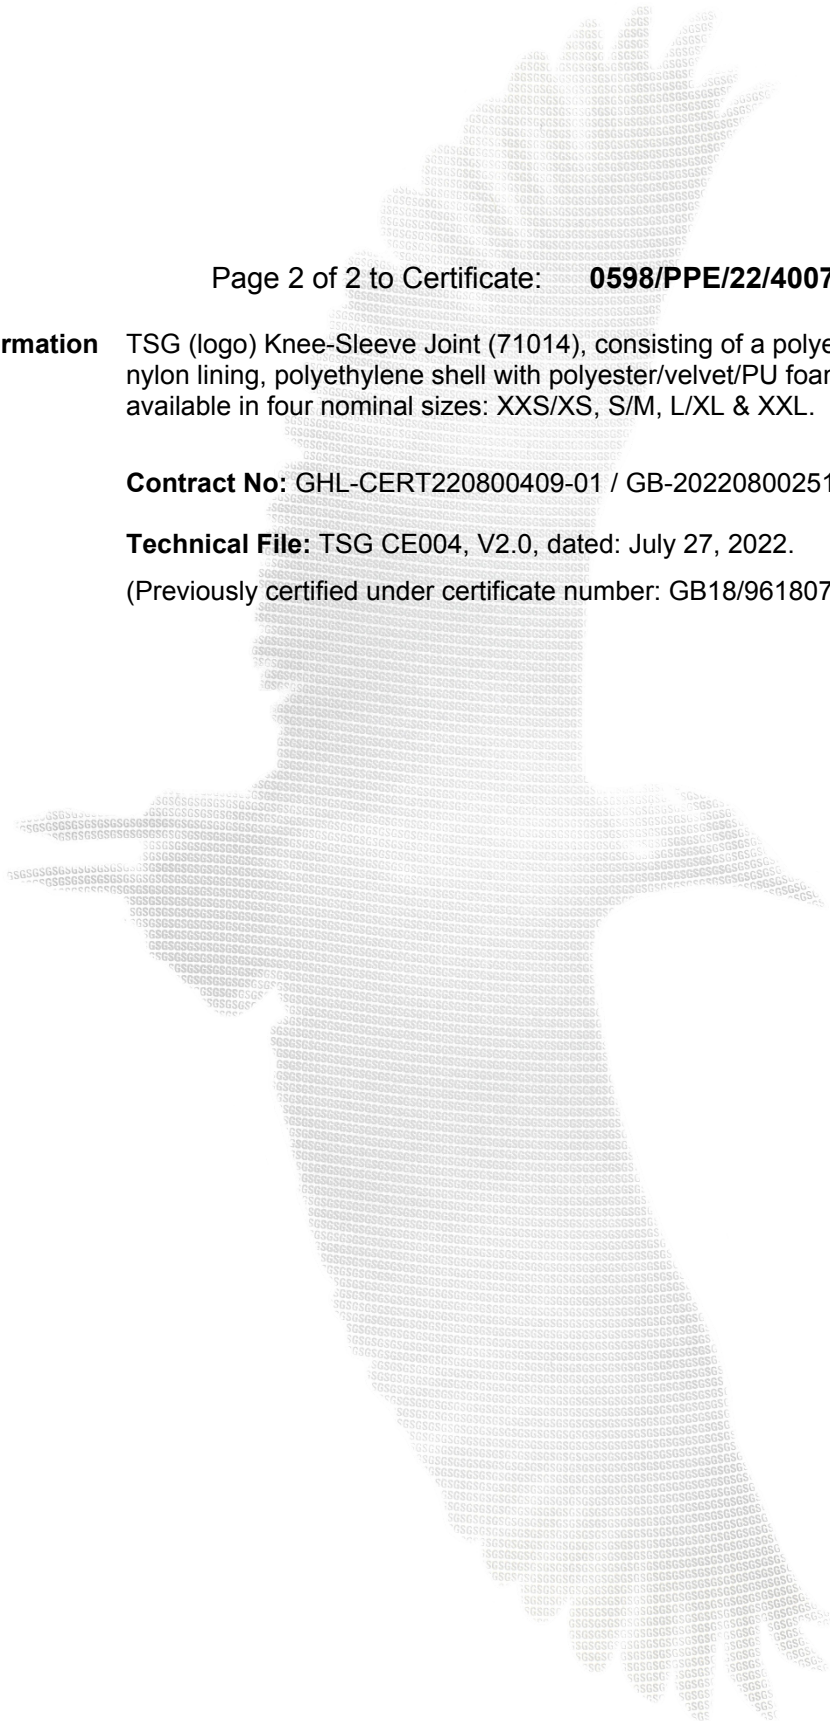 Page 2 of 2 to Certificate: 0598/PPE/22/4007
rmation TSG (logo) Knee-Sleeve Joint (71014), consisting of a polye
nylon lining, polyethylene shell with polyester/velvet/PU foar
available in four nominal sizes: XXS/XS, S/M, L/XL & XXL.
Contract No: GHL-CERT220800409-01 / GB-20220800251
Technical File: TSG CE004, V2.0, dated: July 27, 2022.
(Previously certified under certificate number: GB18/961807